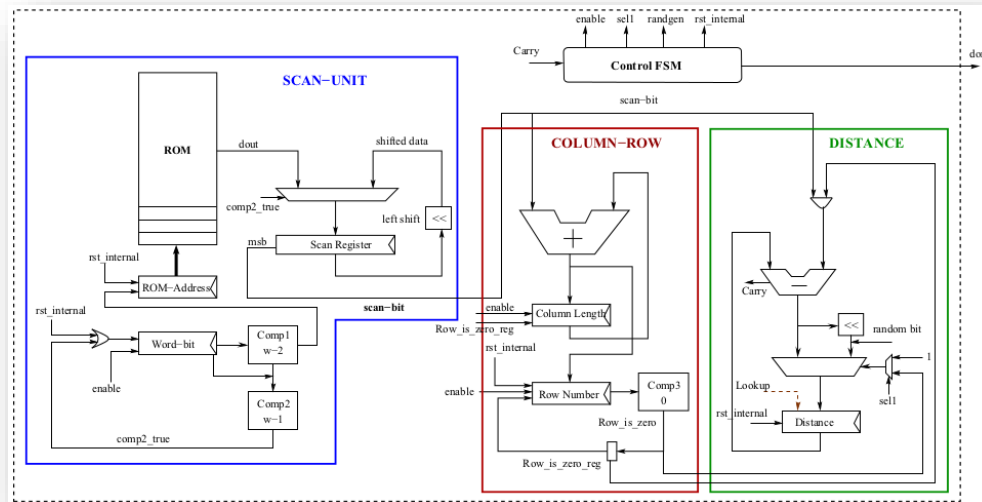 enable
sel1
randgen
rst_internal
Carry
Control FSM
SCAN−UNIT
scan−bit
ROM
dout
shifted data
COLUMN−ROW
DISTANCE
comp2_true
left shift
<<
msb
Scan Register
+
rst_internal
ROM−Address
Carry
−
scan−bit
enable
Column Length
<<
random bit
rst_internal
Row_is_zero_reg
Word−bit
Comp1
w−2
rst_internal
1
enable
enable
Row Number
Comp3
0
Lookup
sel1
Comp2
w−1
rst_internal
Distance
Row_is_zero
comp2_true
Row_is_zero_reg